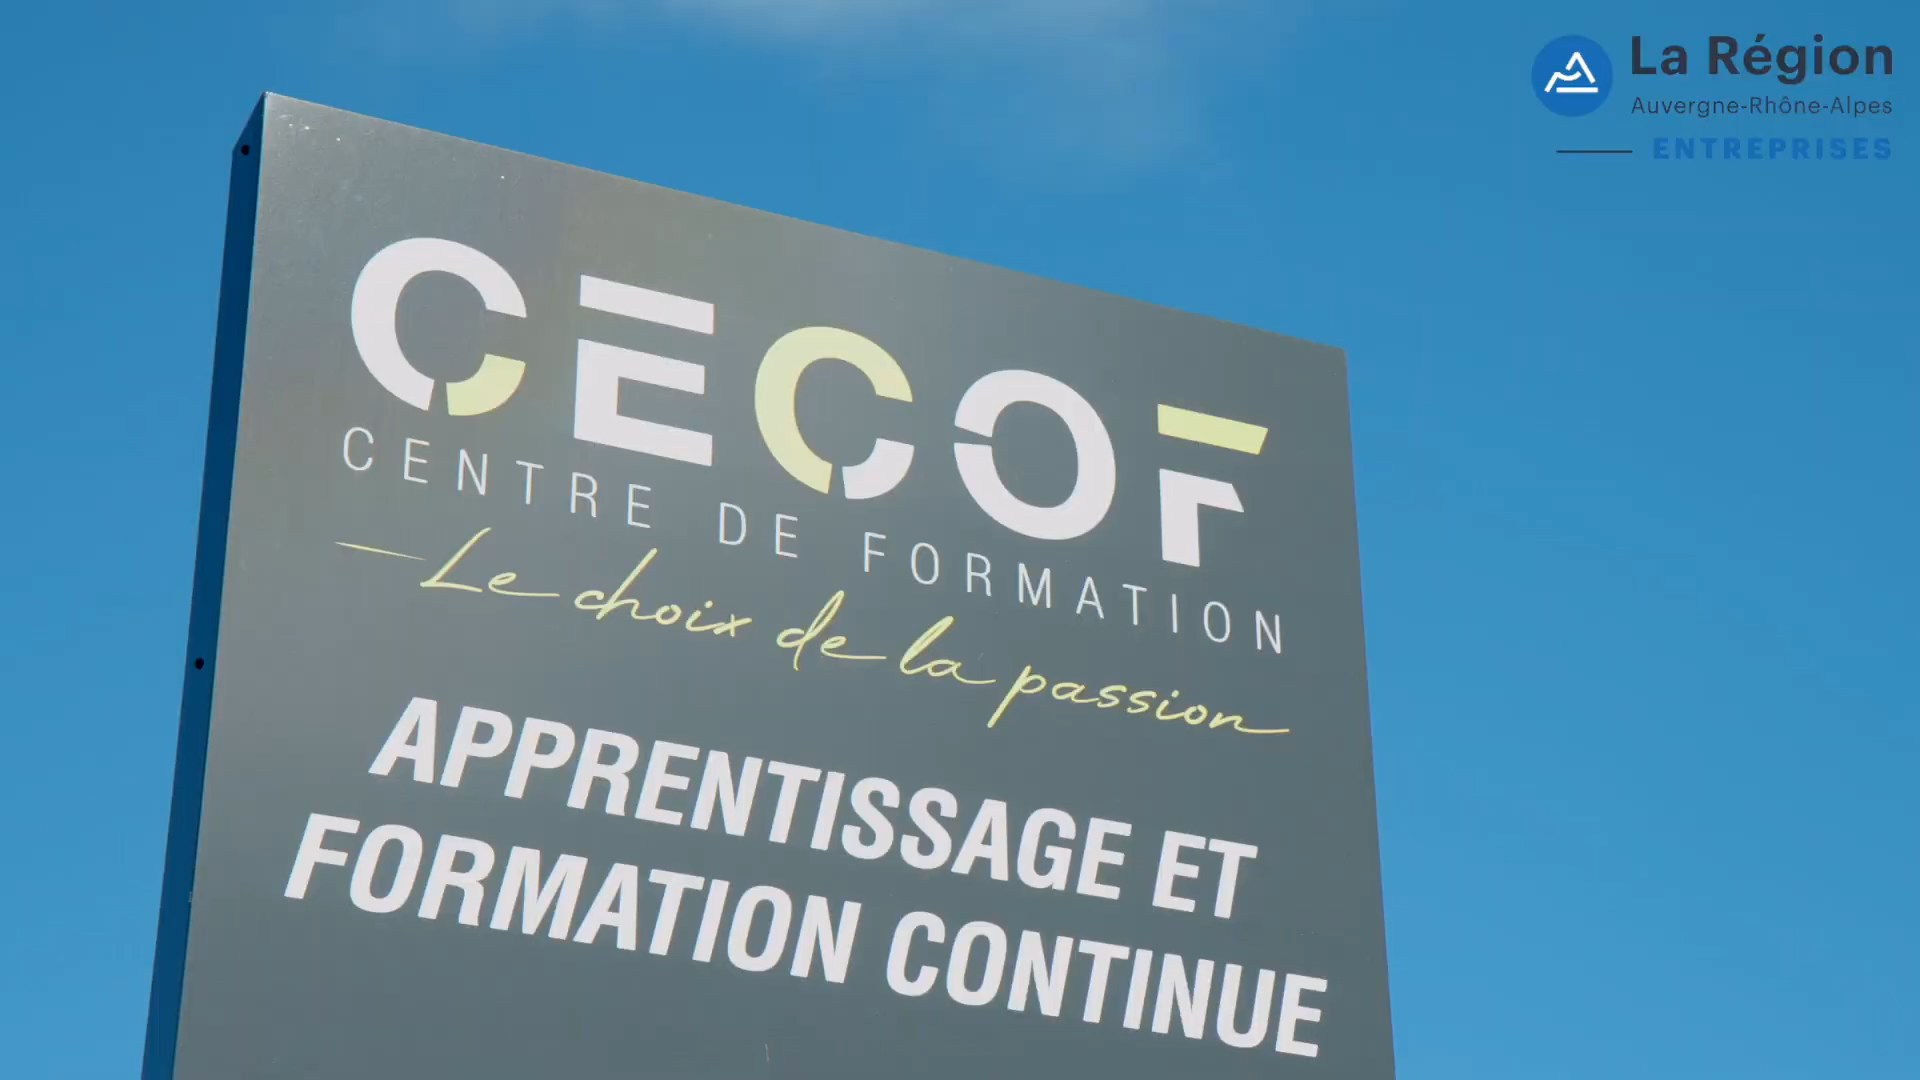 La Région
Auvergne-Rhône-Alpes
ENTREPRISES
CECOF
CENTRE DE FORMATION
Le choix de la passion
APPRENTISSAGE ET
FORMATION CONTINUE